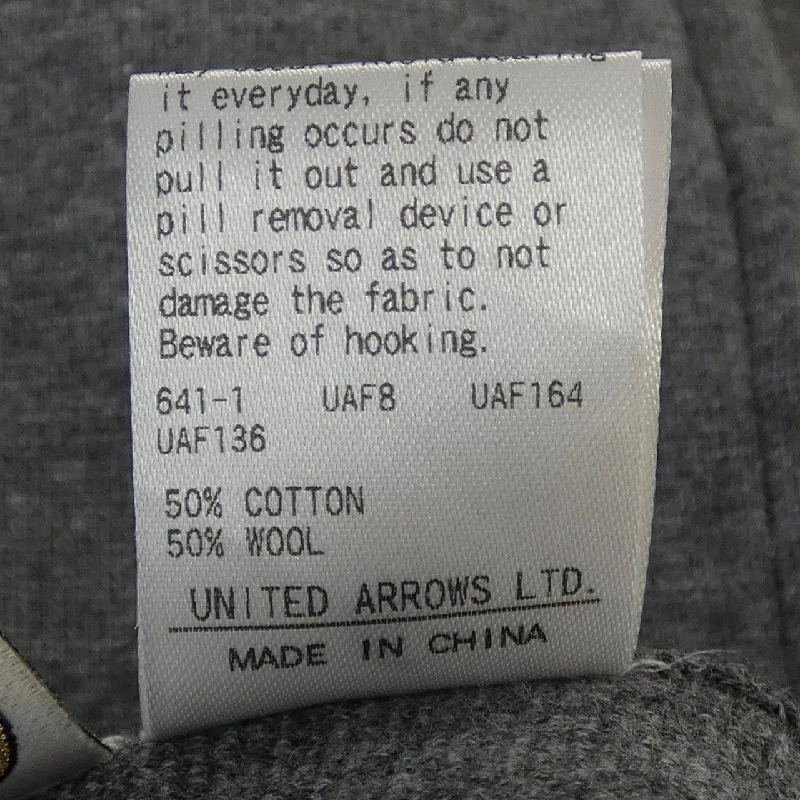 it everyday, if any
pilling occurs do not
pull it out and use a
pill removal device or
scissors so as to not
damage the fabric.
Beware of hooking.
641-1 UAF8 UAF164
UAF136
50% COTTON
50% WOOL
UNITED ARROWS LTD.
MADE IN CHINA